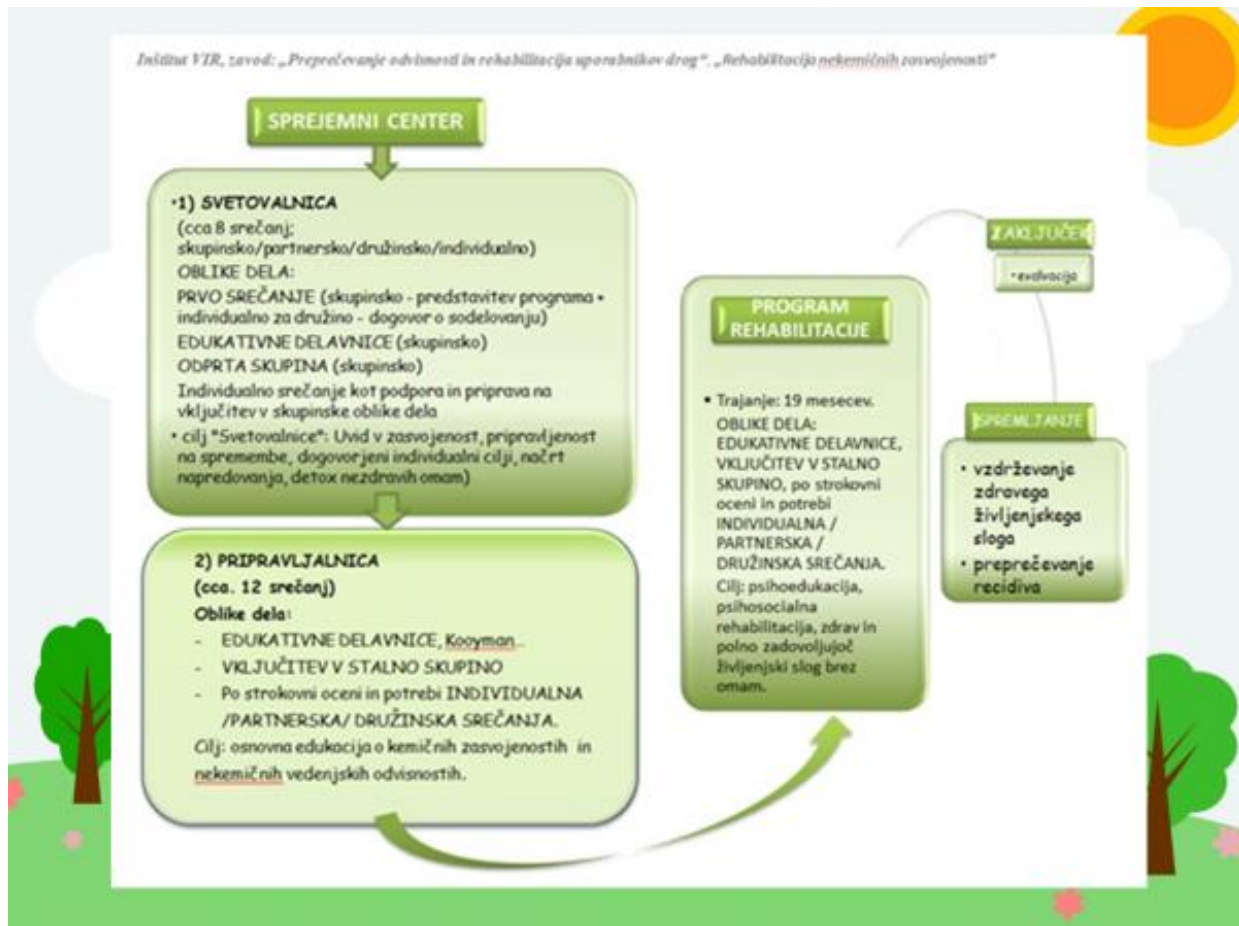 Inštitut VIR, zavod: „Preprečevanje odvisnosti in rehabilitacija uporabnikov drog“. „Rehabilitacija nekemičnih zasvojenosti“
SPREJEMNI CENTER
•1) SVETOVALNICA
(cca 8 srečanj;
skupinsko/partnersko/družinsko/individualno)
OBLIKE DELA:
PRVO SREČANJE (skupinsko - predstavitev programa +
individualno za družino - dogovor o sodelovanju)
EDUKATIVNE DELAVNICE (skupinsko)
ODPRTA SKUPINA (skupinsko)
Individualno srečanje kot podpora in priprava na
vključitev v skupinske oblike dela
• cilj "Svetovalnice": Uvid v zasvojenost, pripravljenost
na spremembe, dogovorjeni individualni cilji, načrt
napredovanja, detox nezdravih omam)
2) PRIPRAVLJALNICA
(cca. 12 srečanj)
Oblike dela:
- EDUKATIVNE DELAVNICE, Kooyman…
- VKLJUČITEV V STALNO SKUPINO
- Po strokovni oceni in potrebi INDIVIDUALNA
/PARTNERSKA/ DRUŽINSKA SREČANJA.
Cilj: osnovna edukacija o kemičnih zasvojenostih in
nekemičnih vedenjskih odvisnostih.
PROGRAM
REHABILITACIJE
• Trajanje: 19 mesecev.
OBLIKE DELA:
EDUKATIVNE DELAVNICE,
VKLJUČITEV V STALNO
SKUPINO, po strokovni
oceni in potrebi
INDIVIDUALNA /
PARTNERSKA /
DRUŽINSKA SREČANJA.
Cilj: psihoedukacija,
psihosocialna
rehabilitacija, zdrav in
polno zadovoljujoč
življenjski slog brez
omam.
ZAKLJUČEK
• evalvacija
SPREMLJANJE
• vzdrževanje
zdravega
življenjskega
sloga
• preprečevanje
recidiva